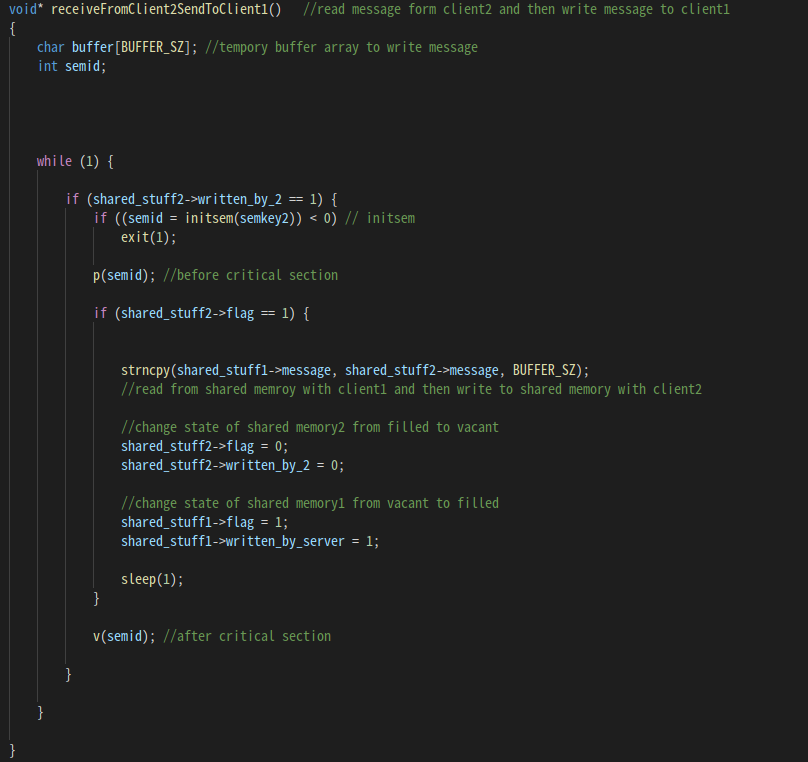 void* receiveFromClient2SendToClient1()   //read message form client2 and then write message to client1
{
    char buffer[BUFFER_SZ]; //tempory buffer array to write message
    int semid;
    while (1) {
        if (shared_stuff2->written_by_2 == 1) {
            if ((semid = initsem(semkey2)) < 0) // initsem
                exit(1);
            p(semid); //before critical section
            if (shared_stuff2->flag == 1) {
                strncpy(shared_stuff1->message, shared_stuff2->message, BUFFER_SZ);
                //read from shared memroy with client1 and then write to shared memory with client2
                //change state of shared memory2 from filled to vacant
                shared_stuff2->flag = 0;
                shared_stuff2->written_by_2 = 0;
                //change state of shared memory1 from vacant to filled
                shared_stuff1->flag = 1;
                shared_stuff1->written_by_server = 1;
                sleep(1);
            }
            v(semid); //after critical section
        }
    }
}